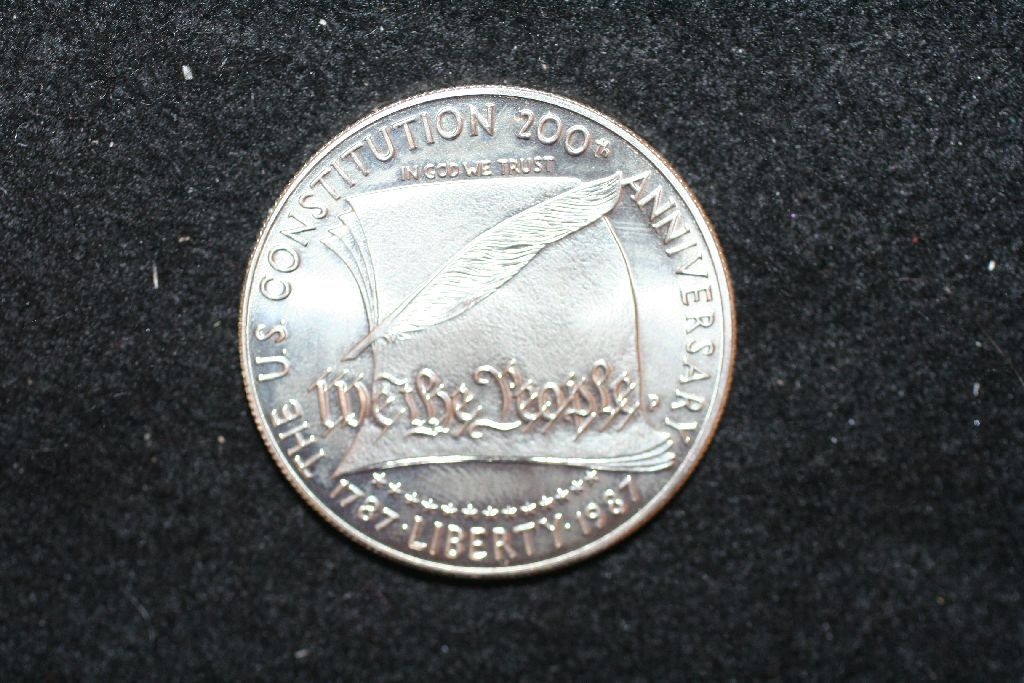 THE U.S. CONSTITUTION 200th ANNIVERSARY
IN GOD WE TRUST
We the People,
1787 · LIBERTY · 1987